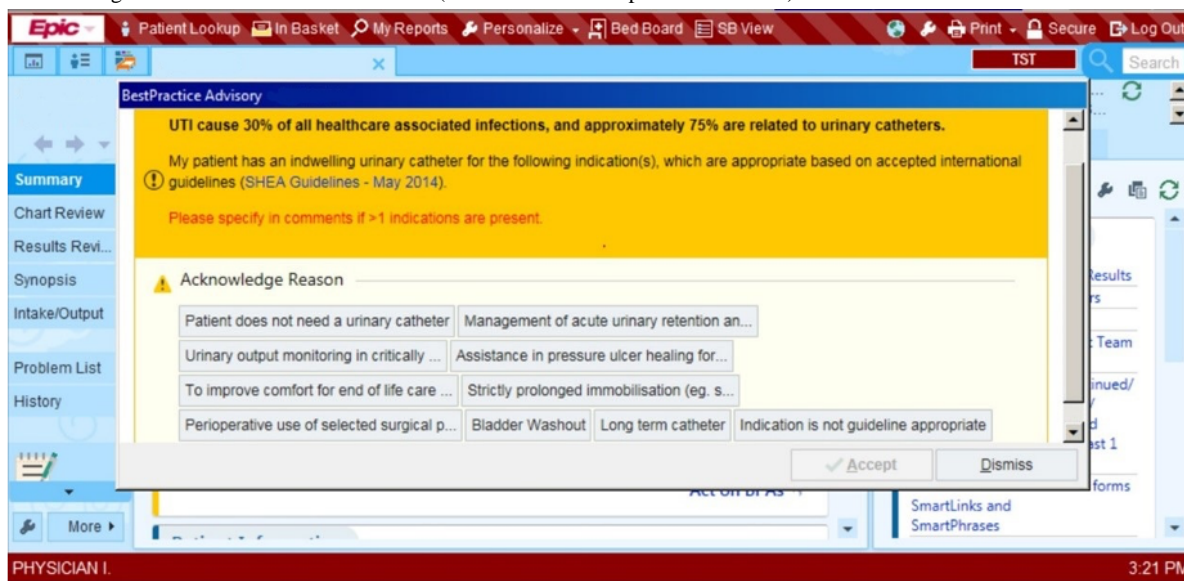 Epic Patient Lookup In Basket My Reports Personalize Bed Board SB View Print Secure Log Out
TST Search
BestPractice Advisory
UTI cause 30% of all healthcare associated infections, and approximately 75% are related to urinary catheters.
My patient has an indwelling urinary catheter for the following indication(s), which are appropriate based on accepted international
guidelines (SHEA Guidelines - May 2014).
Please specify in comments if >1 indications are present.
Summary
Chart Review
Results Revi...
Synopsis
Intake/Output
Problem List
History
More
Acknowledge Reason
Patient does not need a urinary catheter Management of acute urinary retention an...
Urinary output monitoring in critically ... Assistance in pressure ulcer healing for...
To improve comfort for end of life care ... Strictly prolonged immobilisation (eg. s...
Perioperative use of selected surgical p... Bladder Washout Long term catheter Indication is not guideline appropriate
Accept Dismiss
Results
Team
forms
SmartLinks and
SmartPhrases
PHYSICIAN I. 3:21 PM